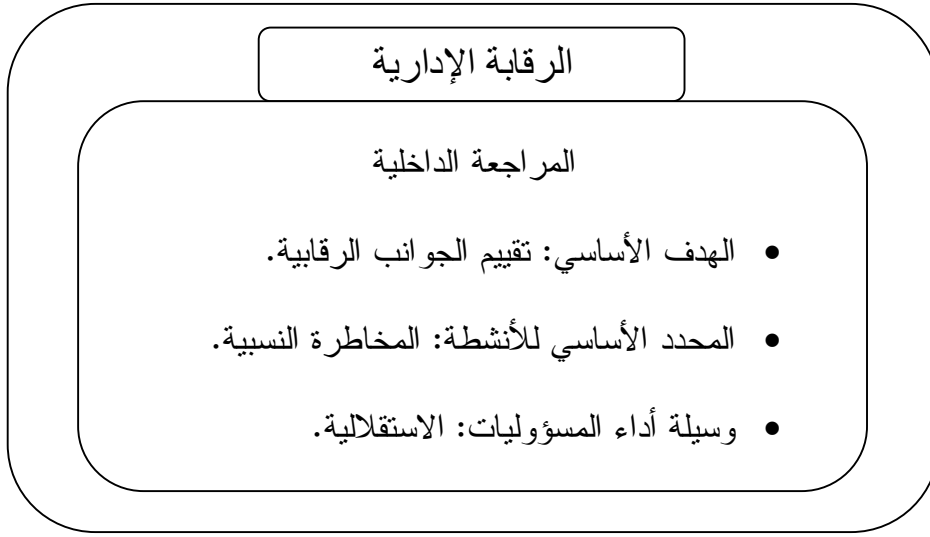 الرقابة الإدارية
المراجعة الداخلية
• الهدف الأساسي: تقييم الجوانب الرقابية.
• المحدد الأساسي للأنشطة: المخاطرة النسبية.
• وسيلة أداء المسؤوليات: الاستقلالية.